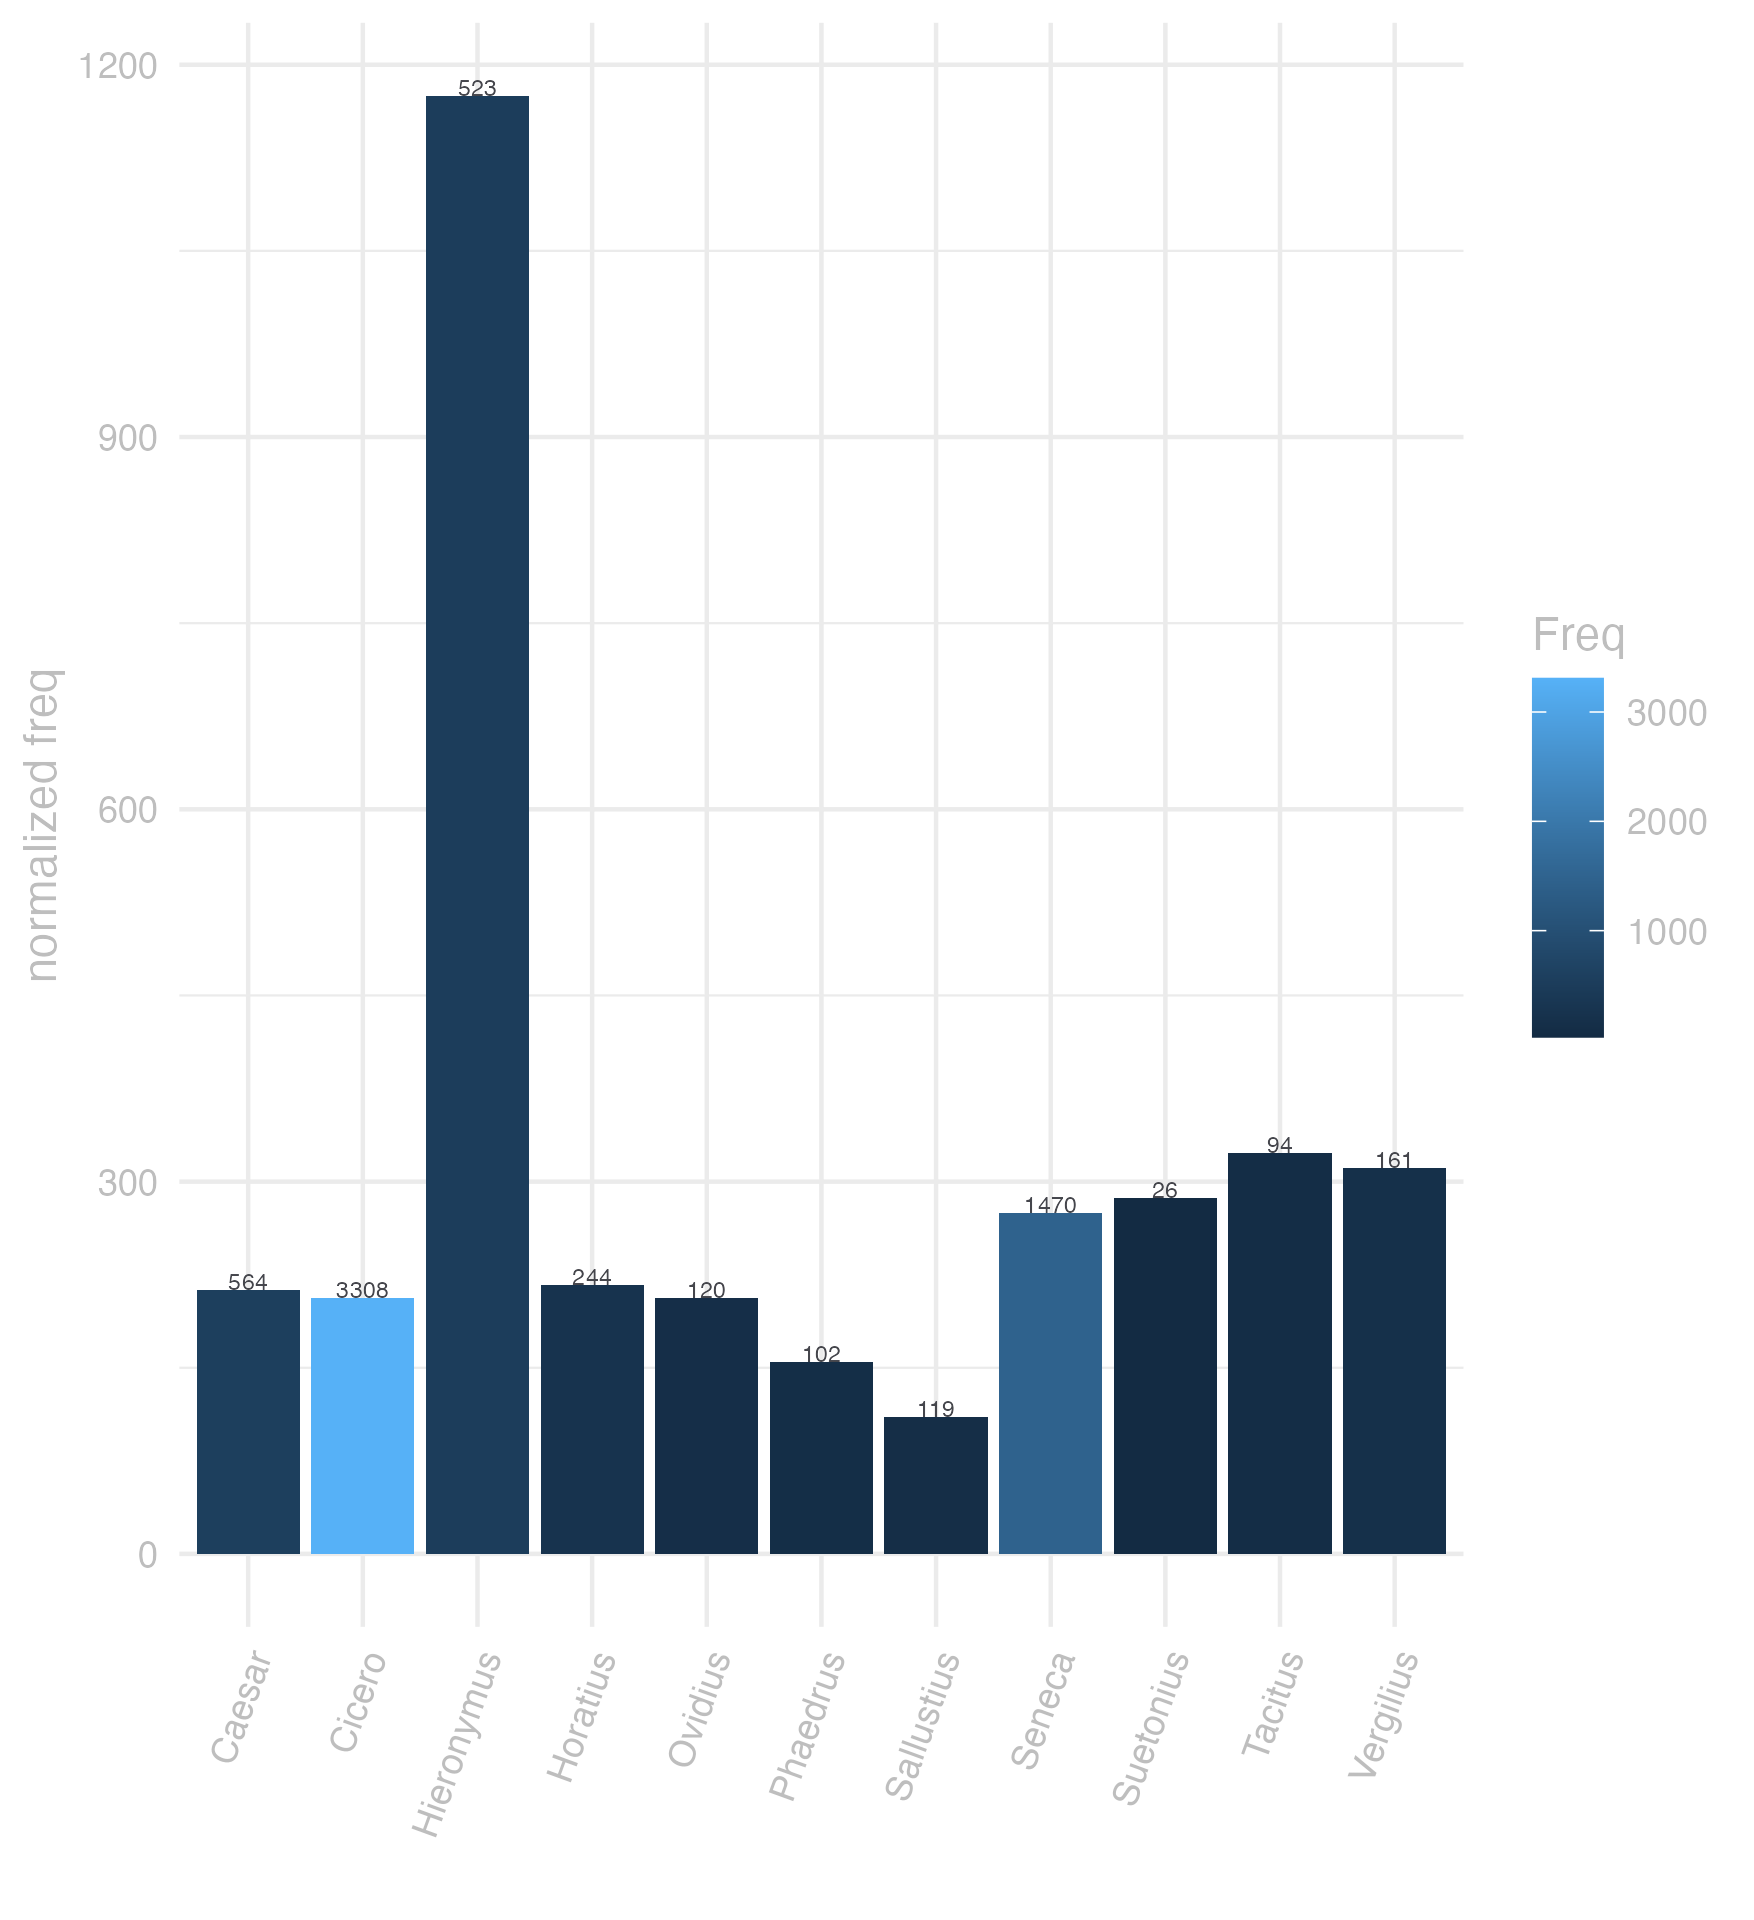 normalized freq
1200
900
600
300
0
564
3308
523
244
120
102
119
1470
26
94
161
Caesar
Cicero
Hieronymus
Horatius
Ovidius
Phaedrus
Sallustius
Seneca
Suetonius
Tacitus
Vergilius
Freq
3000
2000
1000